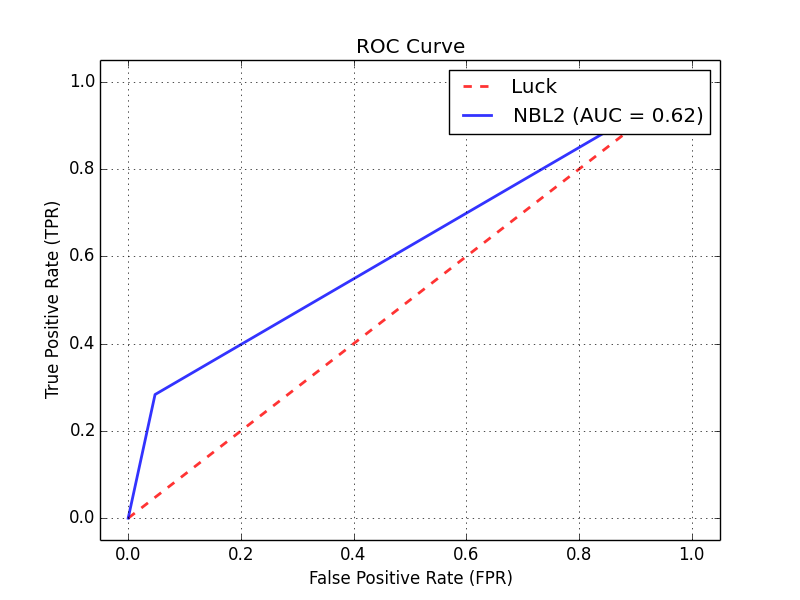 ROC Curve
Luck
NBL2 (AUC = 0.62)
True Positive Rate (TPR)
1.0
0.8
0.6
0.4
0.2
0.0
0.0 0.2 0.4 0.6 0.8 1.0
False Positive Rate (FPR)